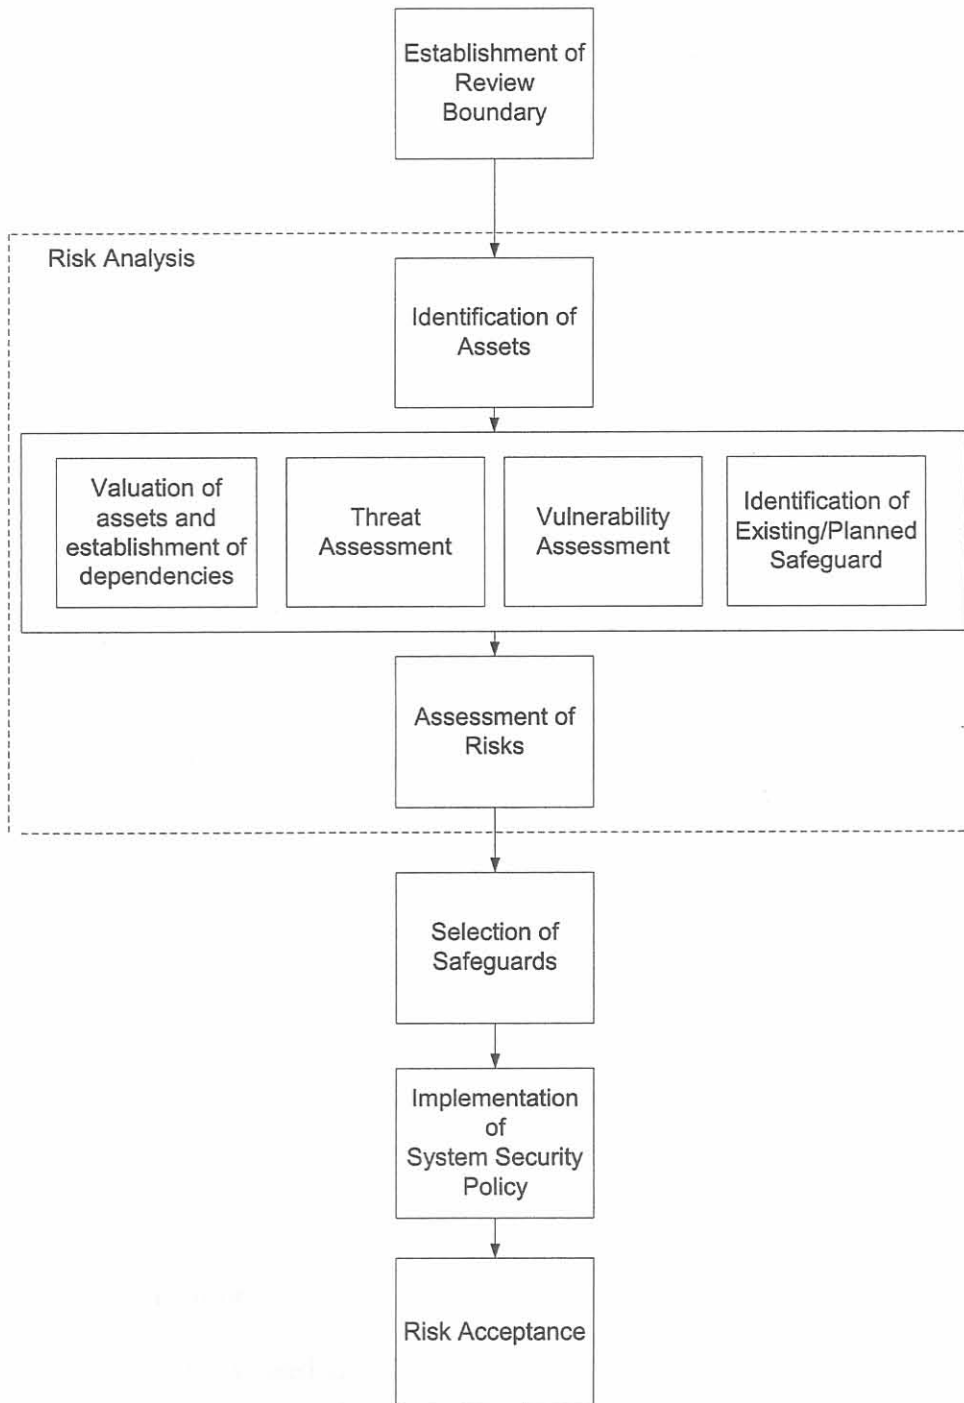 Establishment of
Review
Boundary
Risk Analysis
Identification of
Assets
Valuation of
assets and
establishment of
dependencies
Threat
Assessment
Vulnerability
Assessment
Identification of
Existing/Planned
Safeguard
Assessment of
Risks
Selection of
Safeguards
Implementation
of
System Security
Policy
Risk Acceptance